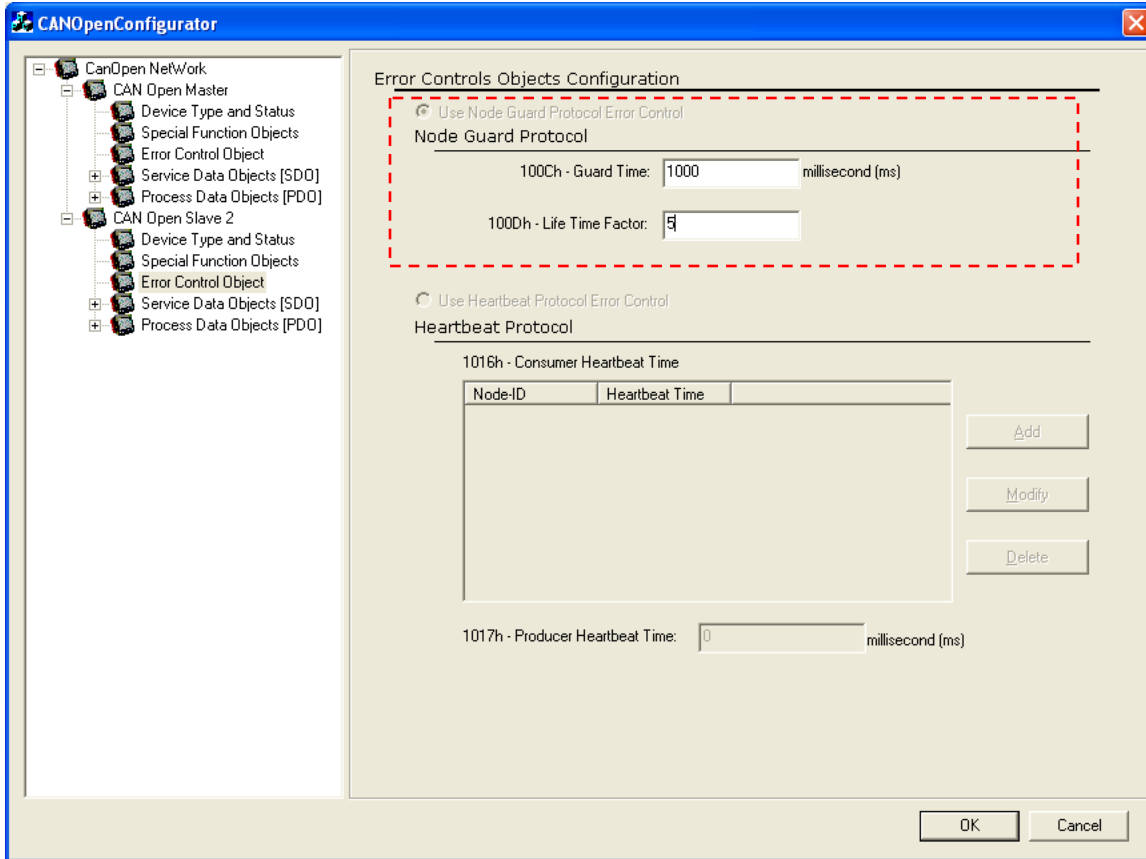 CANOpenConfigurator
CanOpen NetWork
CAN Open Master
Device Type and Status
Special Function Objects
Error Control Object
Service Data Objects [SDO]
Process Data Objects [PDO]
CAN Open Slave 2
Device Type and Status
Special Function Objects
Error Control Object
Service Data Objects [SDO]
Process Data Objects [PDO]
Error Controls Objects Configuration
Use Node Guard Protocol Error Control
Node Guard Protocol
100Ch - Guard Time: 1000 millisecond (ms)
100Dh - Life Time Factor: 5
Use Heartbeat Protocol Error Control
Heartbeat Protocol
1016h - Consumer Heartbeat Time
Node-ID Heartbeat Time
Add
Modify
Delete
1017h - Producer Heartbeat Time: 0 millisecond (ms)
OK Cancel